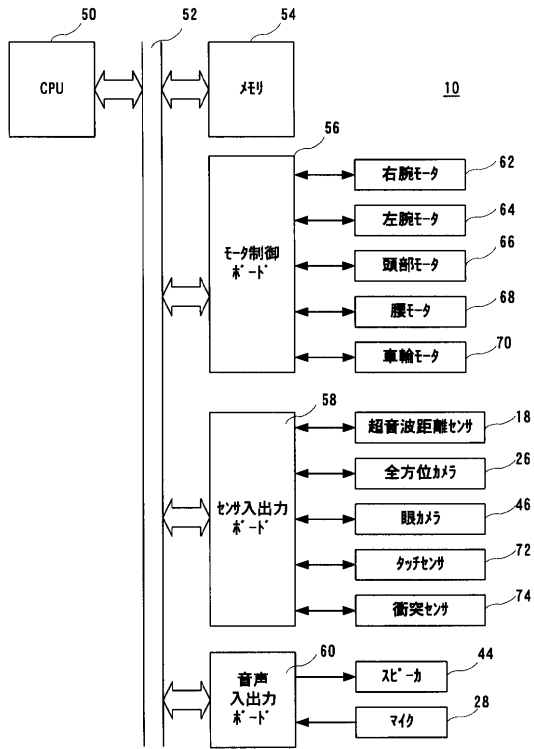 50
52
54
CPU
ﾒﾓﾘ
10
56
ﾓｰﾀ制御
ﾎﾞｰﾄﾞ
右腕ﾓｰﾀ
62
左腕ﾓｰﾀ
64
頭部ﾓｰﾀ
66
腰ﾓｰﾀ
68
車輪ﾓｰﾀ
70
58
ｾﾝｻ入出力
ﾎﾞｰﾄﾞ
超音波距離ｾﾝｻ
18
全方位ｶﾒﾗ
26
眼ｶﾒﾗ
46
ﾀｯﾁｾﾝｻ
72
衝突ｾﾝｻ
74
60
音声
入出力
ﾎﾞｰﾄﾞ
ｽﾋﾟｰｶ
44
ﾏｲｸ
28